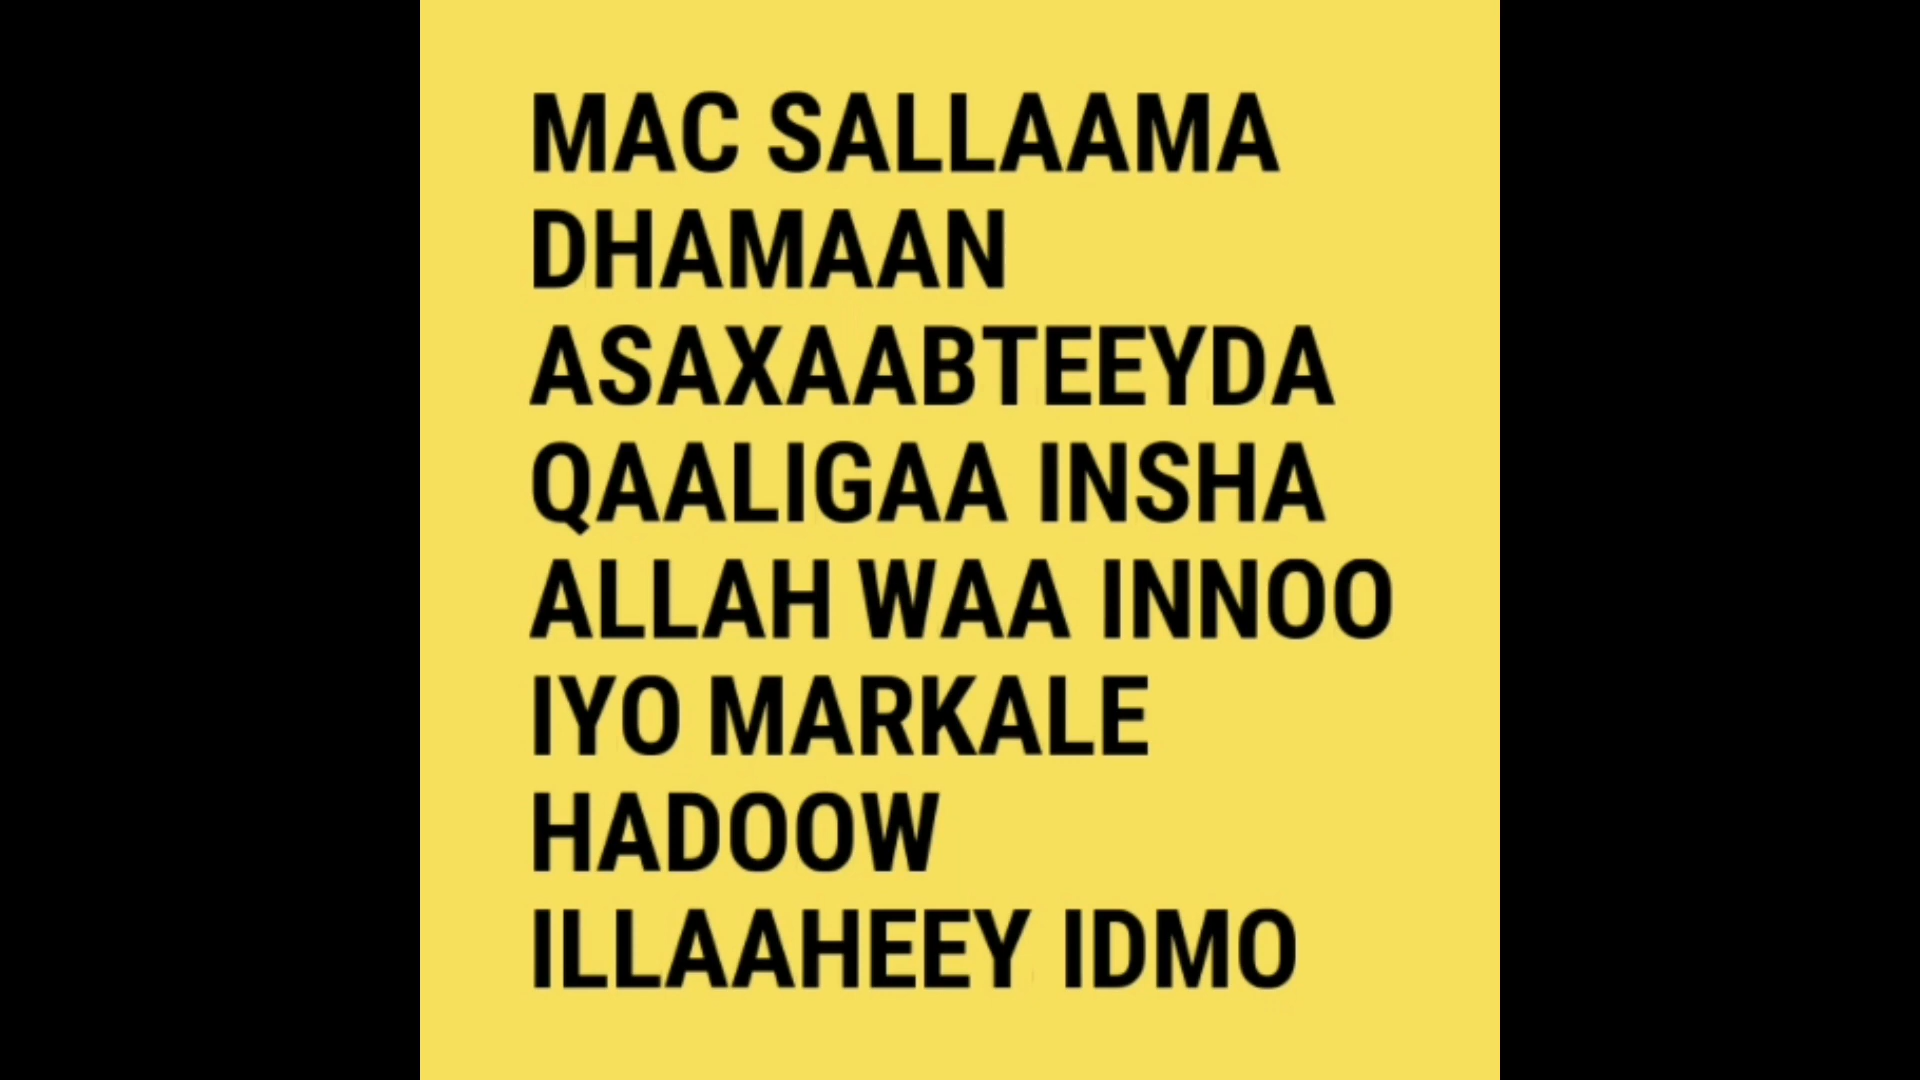 MAC SALLAAMA
DHAMAAN
ASAXAABTEEYDA
QAALIGAA INSHA
ALLAH WAA INNOO
IYO MARKALE
HADOOW
ILLAAHEEY IDMO